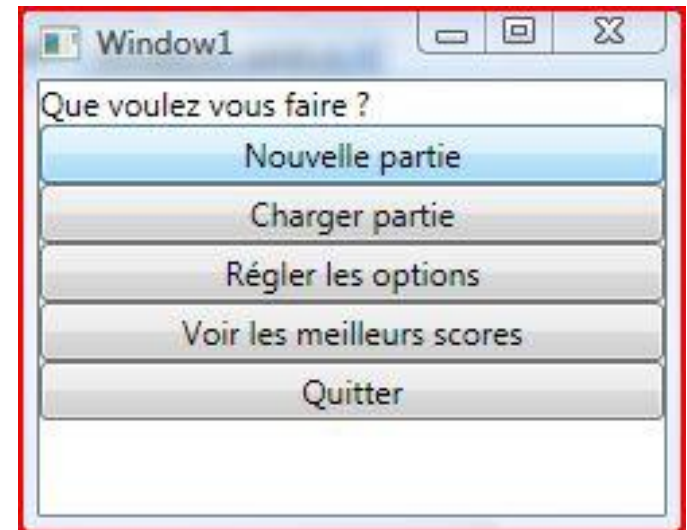 Window1
Que voulez vous faire ?
Nouvelle partie
Charger partie
Régler les options
Voir les meilleurs scores
Quitter